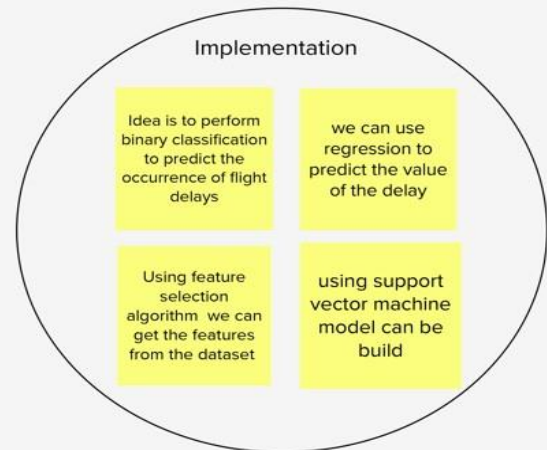 Implementation
Idea is to perform
binary classification
to predict the
occurrence of flight
delays
we can use
regression to
predict the value
of the delay
Using feature
selection
algorithm we can
get the features
from the dataset
using support
vector machine
model can be
build